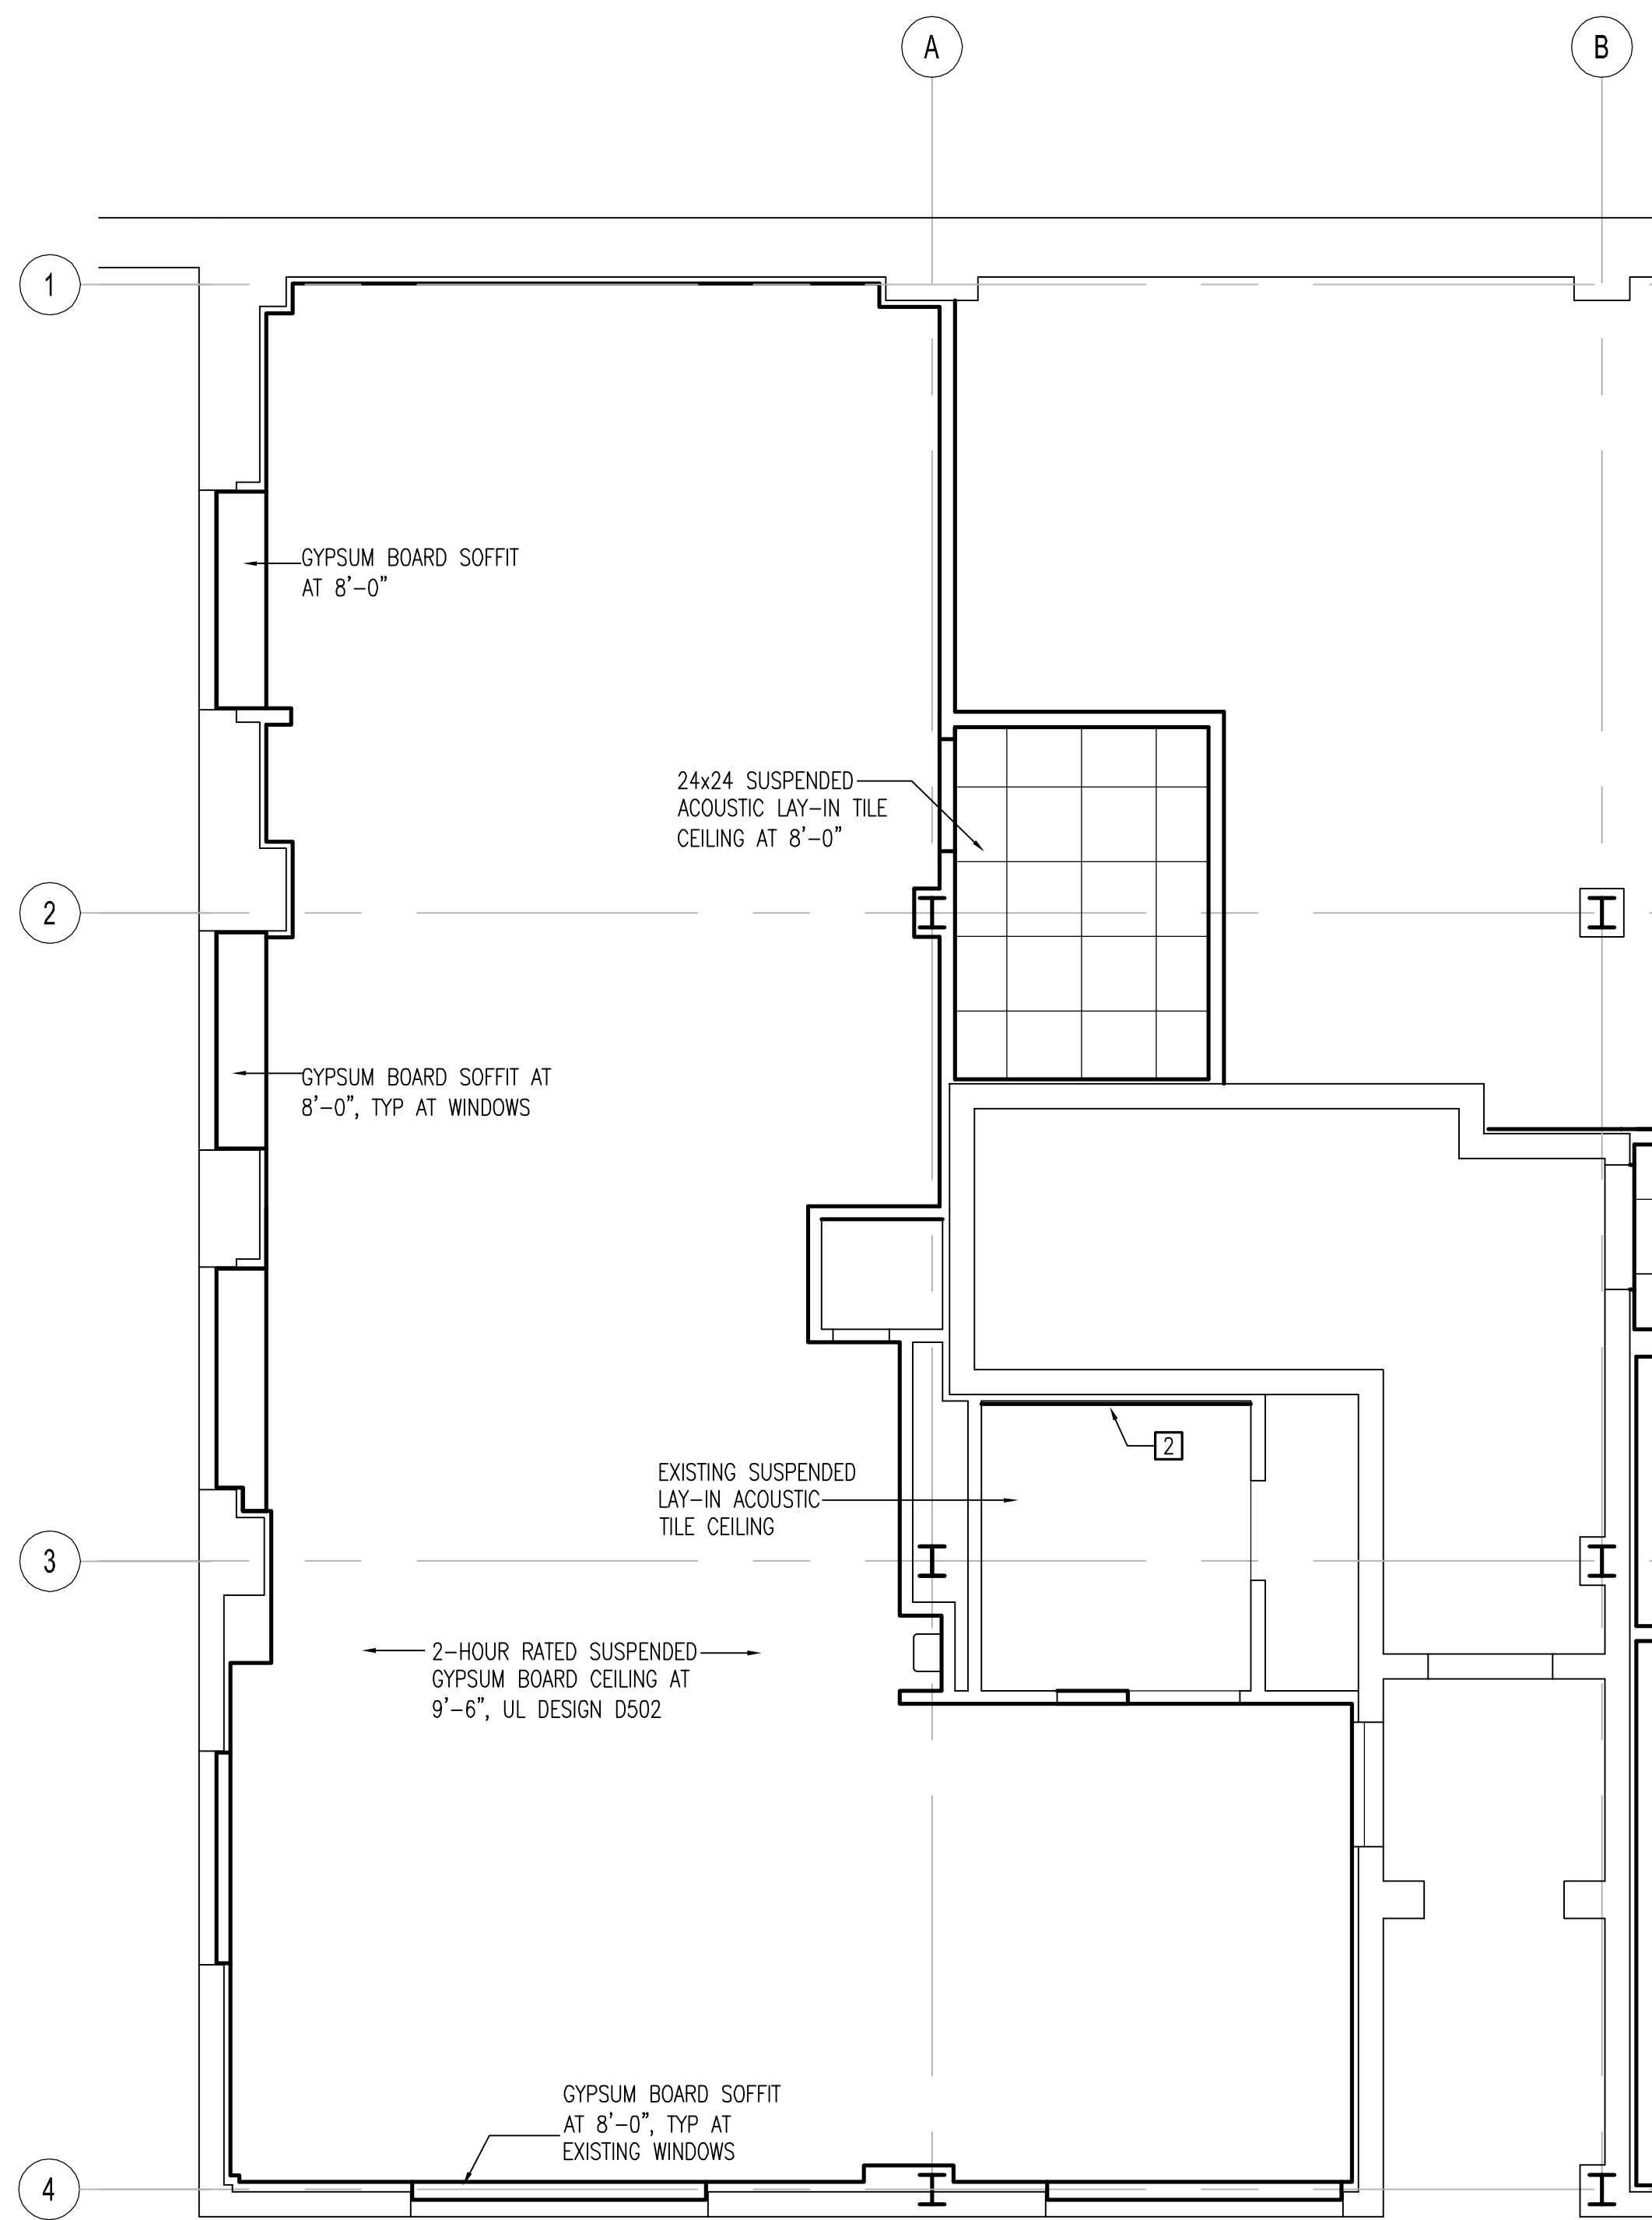 A
B
1
GYPSUM BOARD SOFFIT
AT 8'-0"
24x24 SUSPENDED
ACOUSTIC LAY-IN TILE
CEILING AT 8'-0"
2
GYPSUM BOARD SOFFIT AT
8'-0", TYP AT WINDOWS
2
EXISTING SUSPENDED
LAY-IN ACOUSTIC
TILE CEILING
3
2-HOUR RATED SUSPENDED
GYPSUM BOARD CEILING AT
9'-6", UL DESIGN D502
GYPSUM BOARD SOFFIT
AT 8'-0", TYP AT
EXISTING WINDOWS
4